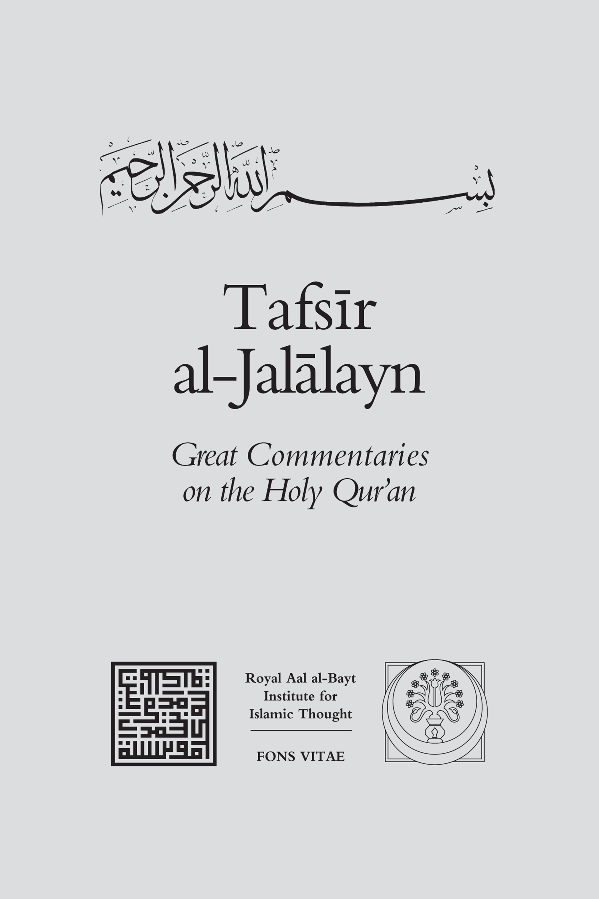 بسم الله الرحمن الرحيم
Tafsīr
al-Jalālayn
Great Commentaries
on the Holy Qur’an
Royal Aal al-Bayt
Institute for
Islamic Thought
FONS VITAE